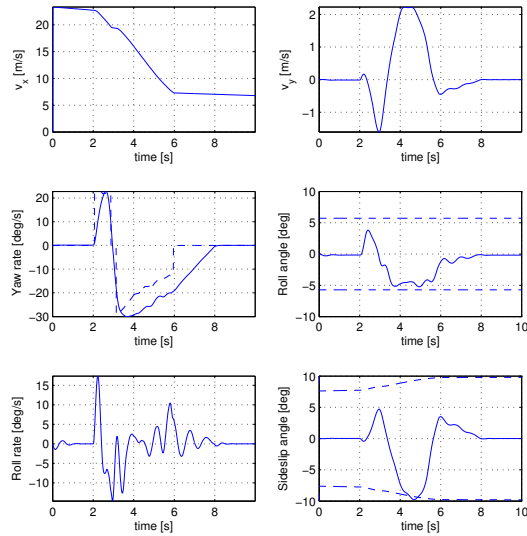 v_x [m/s]
20
15
10
5
0
0 2 4 6 8
time [s]
v_y [m/s]
2
1
0
−1
0 2 4 6 8
time [s]
Yaw rate [deg/s]
20
10
0
−10
−20
−30
0 2 4 6 8
time [s]
Roll angle [deg]
10
5
0
−5
−10
0 2 4 6 8 10
time [s]
Roll rate [deg/s]
15
10
5
0
−5
−10
0 2 4 6 8
time [s]
Sideslip angle [deg]
10
5
0
−5
−10
0 2 4 6 8 10
time [s]